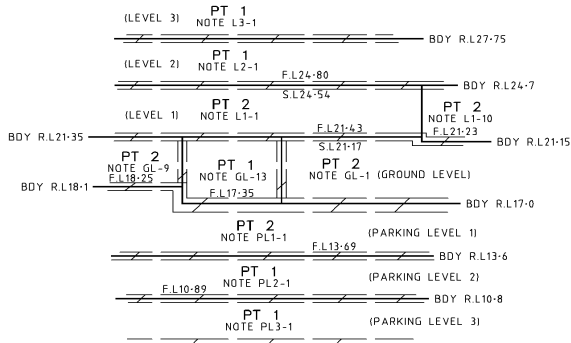 (LEVEL 3)
PT 1
NOTE L3-1
BDY R.L27·75
(LEVEL 2)
PT 1
NOTE L2-1
F.L24·80
BDY R.L24·7
S.L24·54
(LEVEL 1)
PT 2
NOTE L1-1
PT 2
NOTE L1-10
F.L21·43
F.L21·23
BDY R.L21·35
S.L21·17
BDY R.L21·15
PT 2
NOTE GL-9
F.L18·25
PT 1
NOTE GL-13
F.L17·35
PT 2
NOTE GL-1 (GROUND LEVEL)
BDY R.L18·1
BDY R.L17·0
PT 2
NOTE PL1-1
(PARKING LEVEL 1)
F.L13·69
BDY R.L13·6
PT 1
NOTE PL2-1
(PARKING LEVEL 2)
F.L10·89
BDY R.L10·8
PT 1
NOTE PL3-1
(PARKING LEVEL 3)